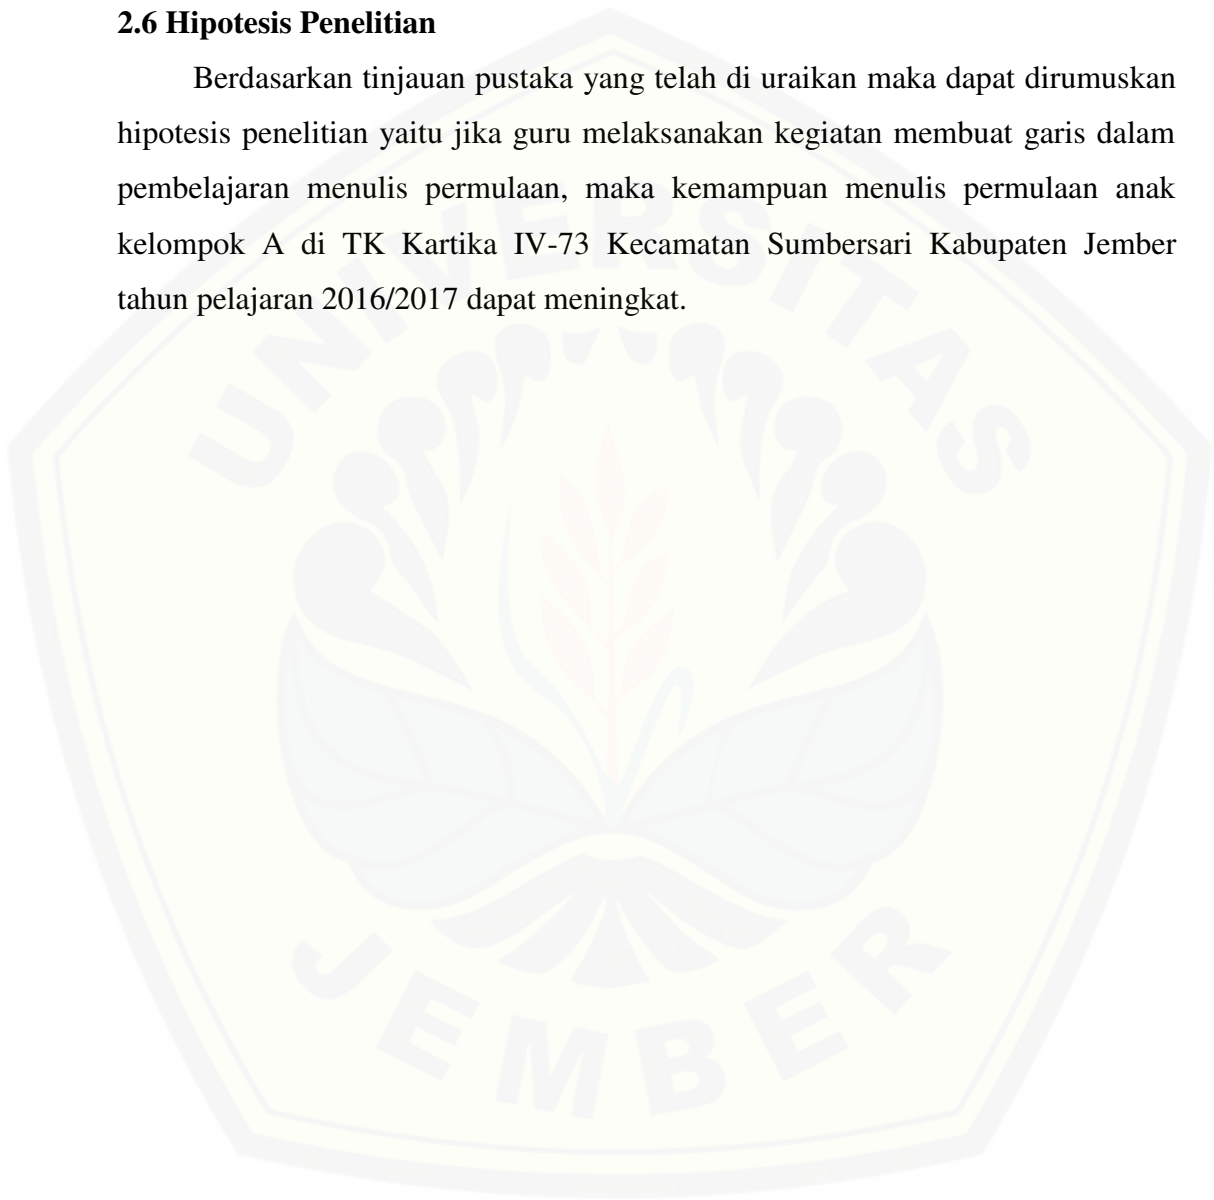 2.6 Hipotesis Penelitian
Berdasarkan tinjauan pustaka yang telah di uraikan maka dapat dirumuskan
hipotesis penelitian yaitu jika guru melaksanakan kegiatan membuat garis dalam
pembelajaran menulis permulaan, maka kemampuan menulis permulaan anak
kelompok A di TK Kartika IV-73 Kecamatan Sumbersari Kabupaten Jember
tahun pelajaran 2016/2017 dapat meningkat.
UNIVERSITAS
JEMBER